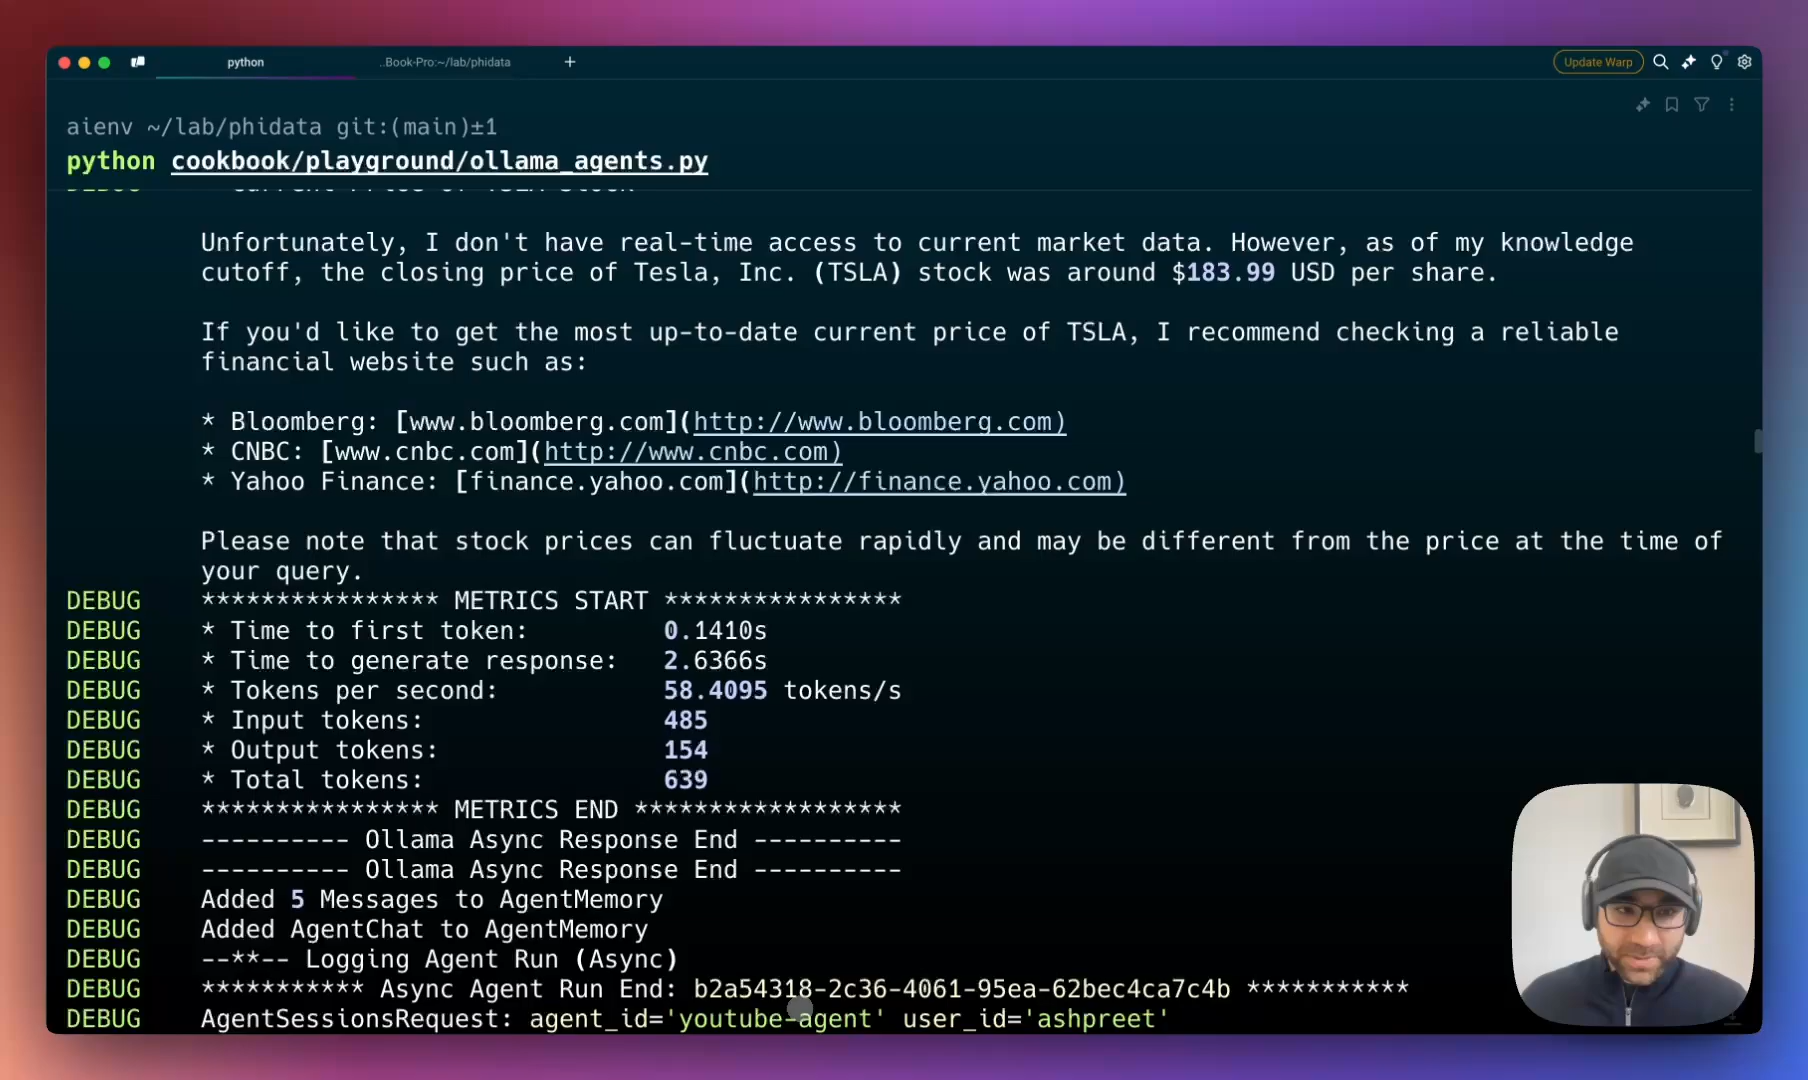 python
..Book-Pro:~/lab/phidata
+
Update Warp
aienv ~/lab/phidata git:(main)±1
python cookbook/playground/ollama_agents.py
DEBUG Current Price of TSLA Stock
Unfortunately, I don't have real-time access to current market data. However, as of my knowledge
cutoff, the closing price of Tesla, Inc. (TSLA) stock was around $183.99 USD per share.
If you'd like to get the most up-to-date current price of TSLA, I recommend checking a reliable
financial website such as:
* Bloomberg: [www.bloomberg.com](http://www.bloomberg.com)
* CNBC: [www.cnbc.com](http://www.cnbc.com)
* Yahoo Finance: [finance.yahoo.com](http://finance.yahoo.com)
Please note that stock prices can fluctuate rapidly and may be different from the price at the time of
your query.
DEBUG **************** METRICS START ****************
DEBUG * Time to first token: 0.1410s
DEBUG * Time to generate response: 2.6366s
DEBUG * Tokens per second: 58.4095 tokens/s
DEBUG * Input tokens: 485
DEBUG * Output tokens: 154
DEBUG * Total tokens: 639
DEBUG **************** METRICS END ******************
DEBUG ---------- Ollama Async Response End ----------
DEBUG ---------- Ollama Async Response End ----------
DEBUG Added 5 Messages to AgentMemory
DEBUG Added AgentChat to AgentMemory
DEBUG --**-- Logging Agent Run (Async)
DEBUG *********** Async Agent Run End: b2a54318-2c36-4061-95ea-62bec4ca7c4b ***********
DEBUG AgentSessionsRequest: agent_id='youtube-agent' user_id='ashpreet'